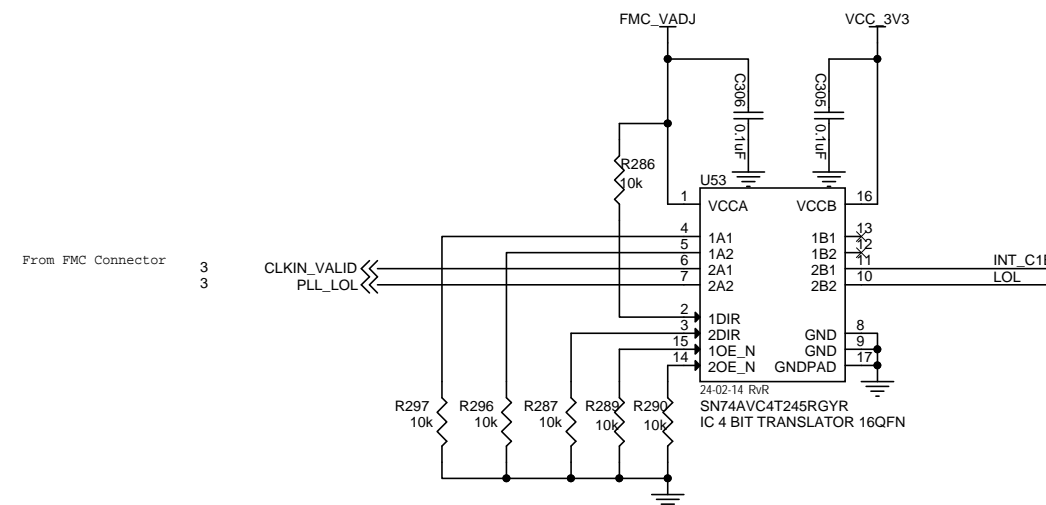 FMC_VADJ
VCC_3V3
C306
0.1uF
C305
0.1uF
R286
10k
U53
1
VCCA
VCCB
16
4
1A1
1B1
13
5
1A2
1B2
12
From FMC Connector
3
CLKIN_VALID
6
2A1
2B1
11
INT_C1B
3
PLL_LOL
7
2A2
2B2
10
LOL
2
1DIR
3
2DIR
GND
8
15
1OE_N
GND
9
14
2OE_N
GNDPAD
17
24-02-14 RvR
R297
10k
R296
10k
R287
10k
R289
10k
R290
10k
SN74AVC4T245RGYR
IC 4 BIT TRANSLATOR 16QFN